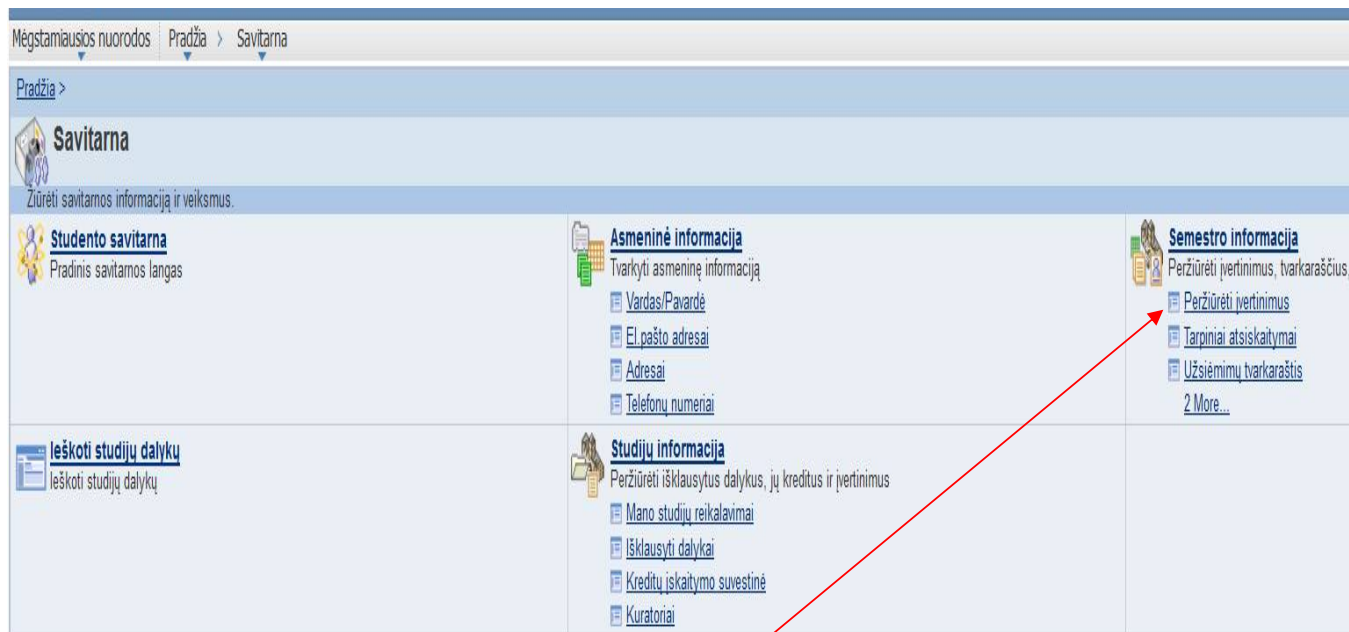 Mėgstamiausios nuorodos Pradžia > Savitarna
Pradžia >
Savitarna
Žiūrėti savitarnos informaciją ir veiksmus.
Studento savitarna
Pradinis savitarnos langas
Asmeninė informacija
Tvarkyti asmeninę informaciją
Vardas/Pavardė
El.pašto adresai
Adresai
Telefonų numeriai
Semestro informacija
Peržiūrėti įvertinimus, tvarkaraščius,
Peržiūrėti įvertinimus
Tarpiniai atsiskaitymai
Užsiėmimų tvarkaraštis
2 More...
Ieškoti studijų dalykų
Ieškoti studijų dalykų
Studijų informacija
Peržiūrėti išklausytus dalykus, jų kreditus ir įvertinimus
Mano studijų reikalavimai
Išklausyti dalykai
Kreditų įskaitymo suvestinė
Kuratoriai